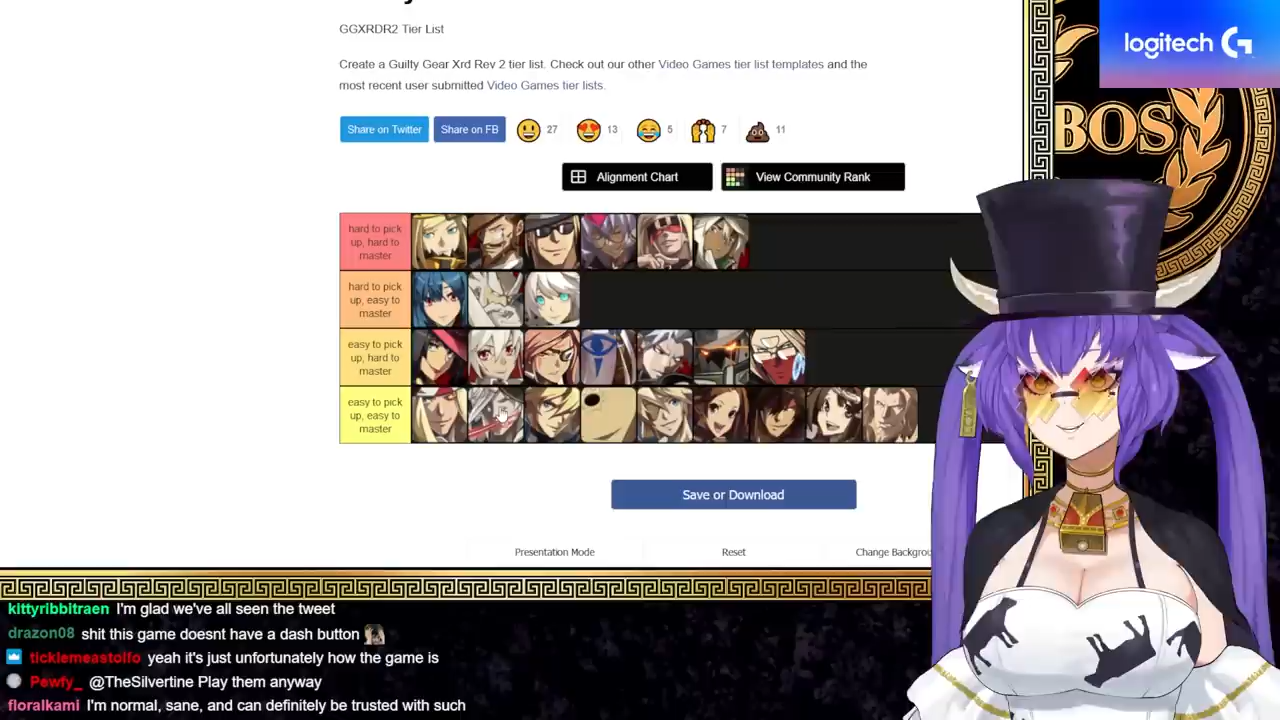 GGXRDR2 Tier List
Create a Guilty Gear Xrd Rev 2 tier list. Check out our other Video Games tier list templates and the
most recent user submitted Video Games tier lists.
Share on Twitter
Share on FB
27
13
5
7
11
Alignment Chart
View Community Rank
hard to pick
up, hard to
master
hard to pick
up, easy to
master
easy to pick
up, hard to
master
easy to pick
up, easy to
master
Save or Download
Presentation Mode
Reset
Change Backgrou
logitech G
BOS
kittyribbitraen I'm glad we've all seen the tweet
drazon08 shit this game doesnt have a dash button
ticklemeastolfo yeah it's just unfortunately how the game is
Pewfy_ @TheSilvertine Play them anyway
floralkami I'm normal, sane, and can definitely be trusted with such